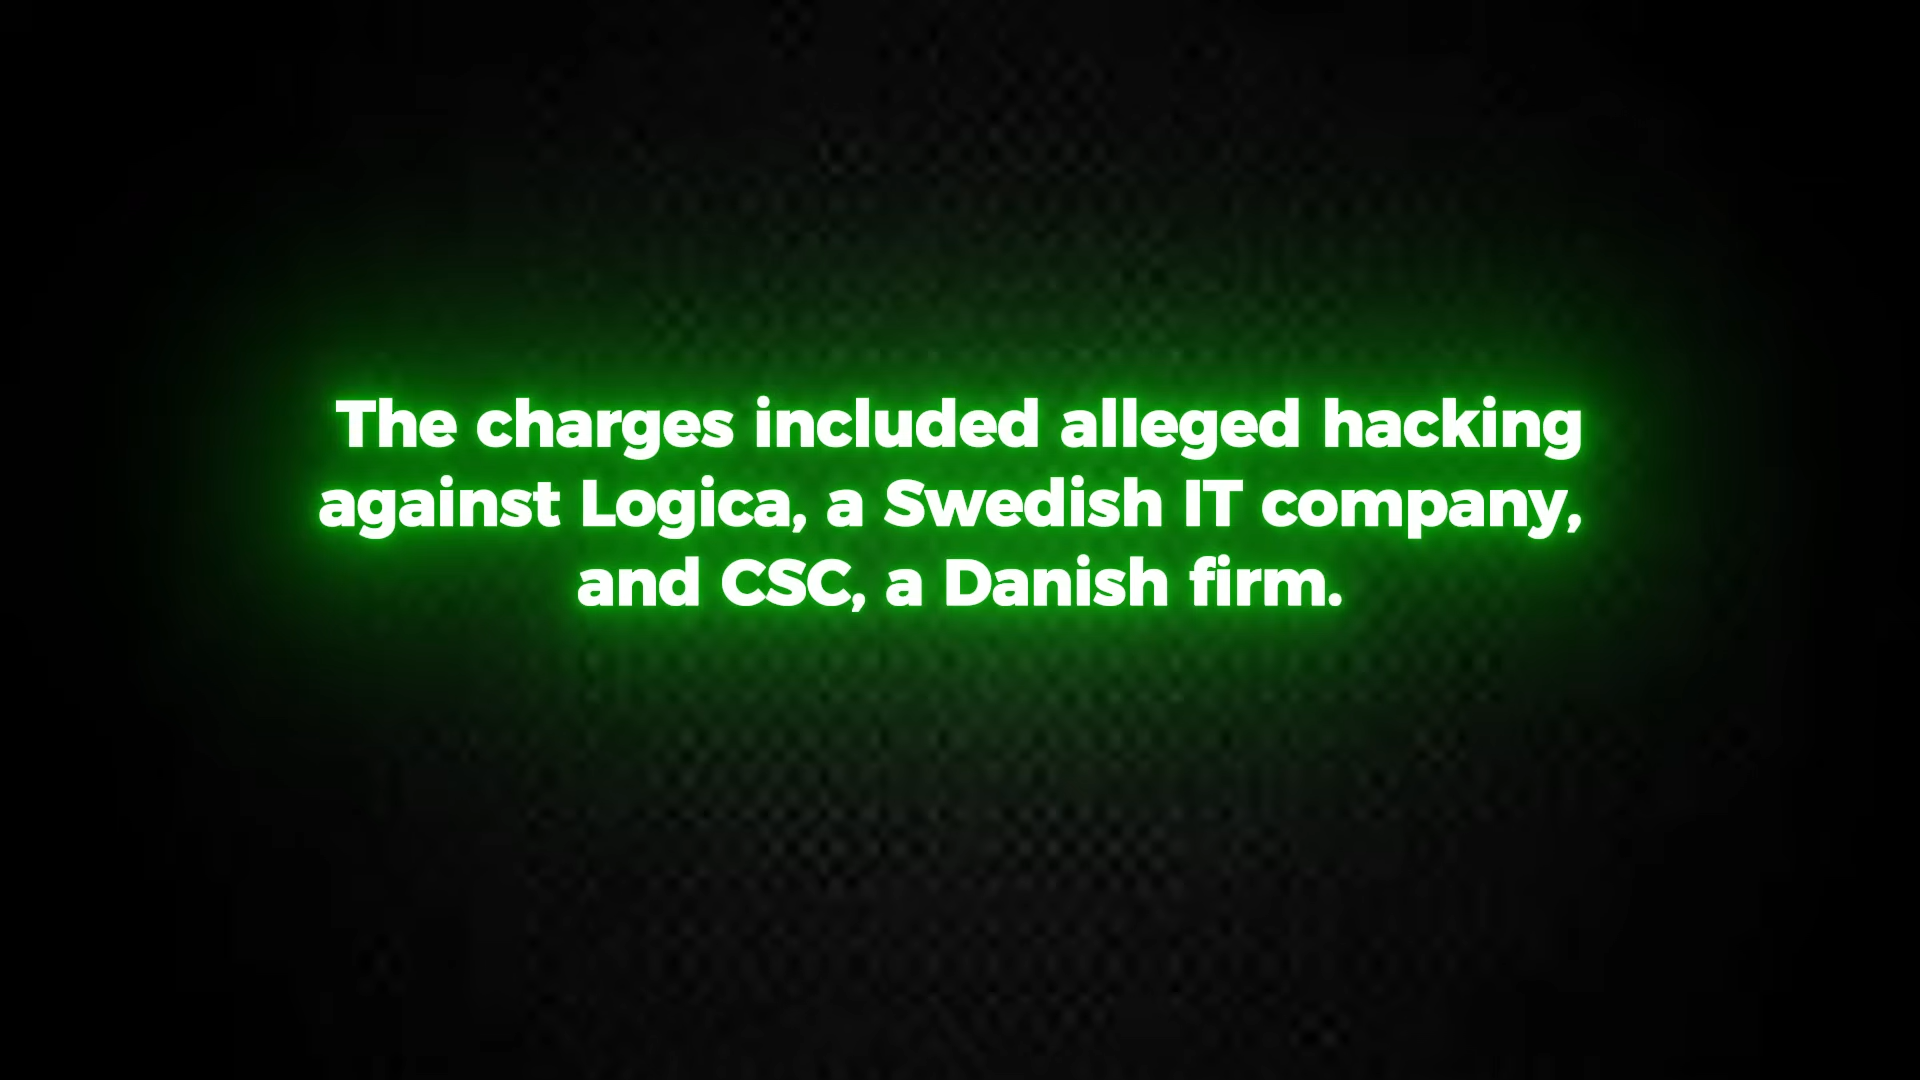 The charges included alleged hacking
against Logica, a Swedish IT company,
and CSC, a Danish firm.